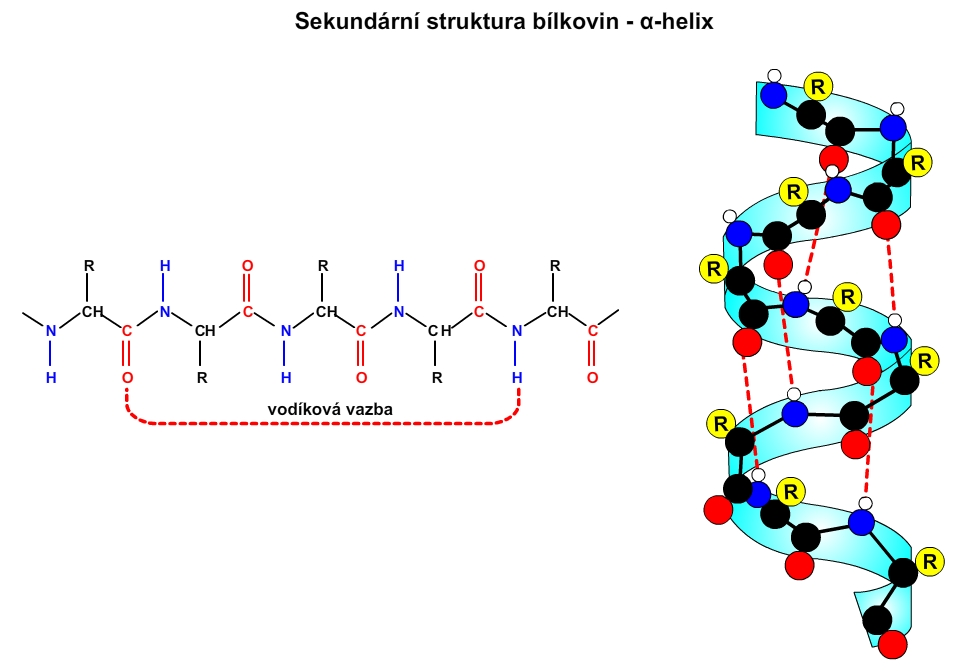 Sekundární struktura bílkovin - α-helix
R H O R H O R
N CH C N CH C N CH C N CH C N CH C
H O R H O R H O
vodíková vazba
R
R
R
R
R
R
R
R
R